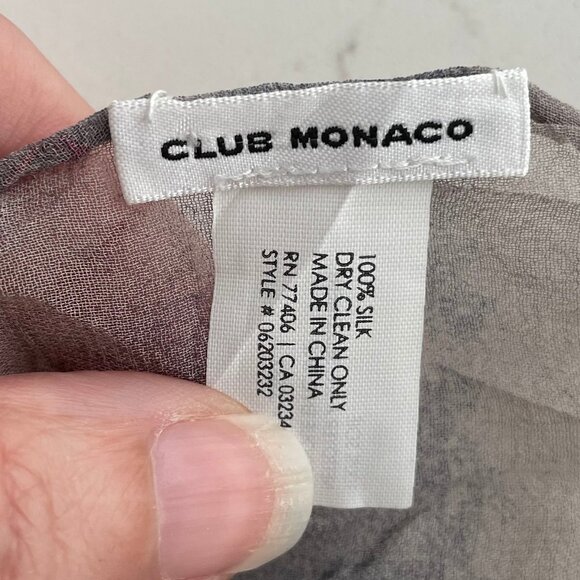 CLUB MONACO
100% SILK
DRY CLEAN ONLY
MADE IN CHINA
RN 77406 | CA 03234
STYLE # 06203232